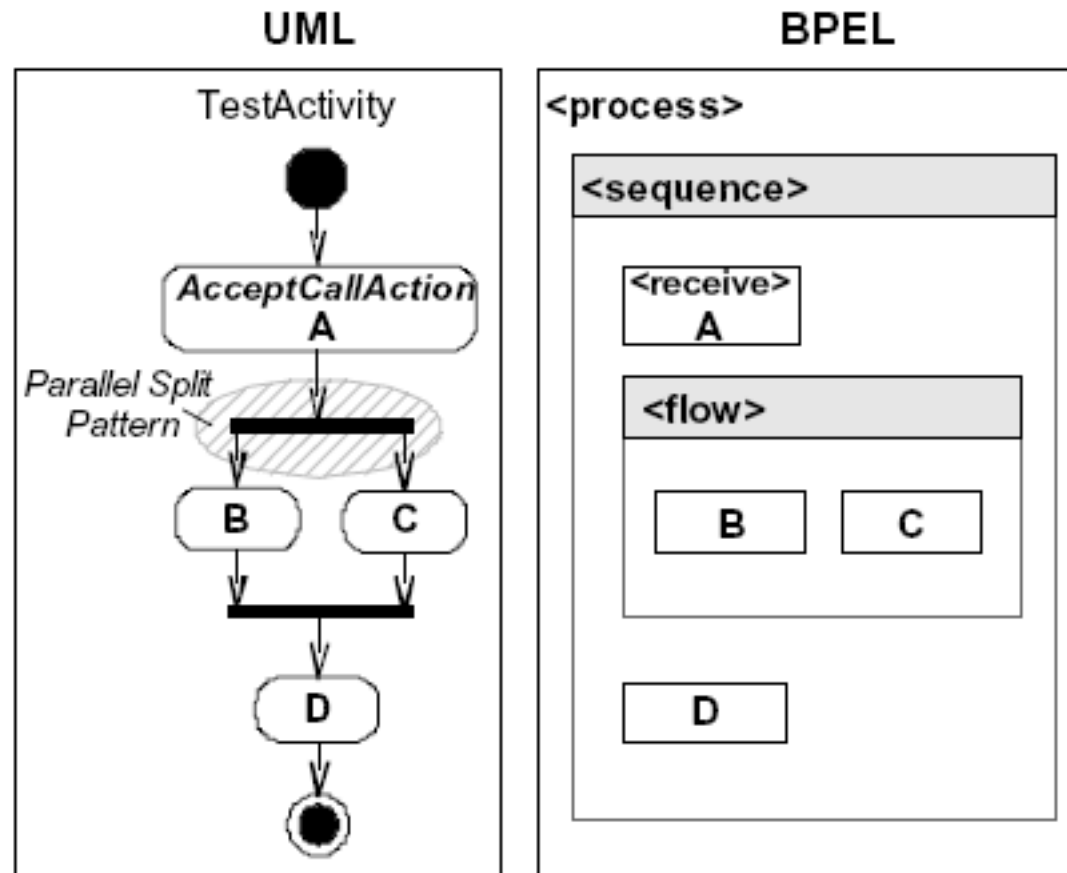 UML
TestActivity
AcceptCallAction
A
Parallel Split
Pattern
B
C
D
BPEL
<process>
<sequence>
<receive>
A
<flow>
B
C
D